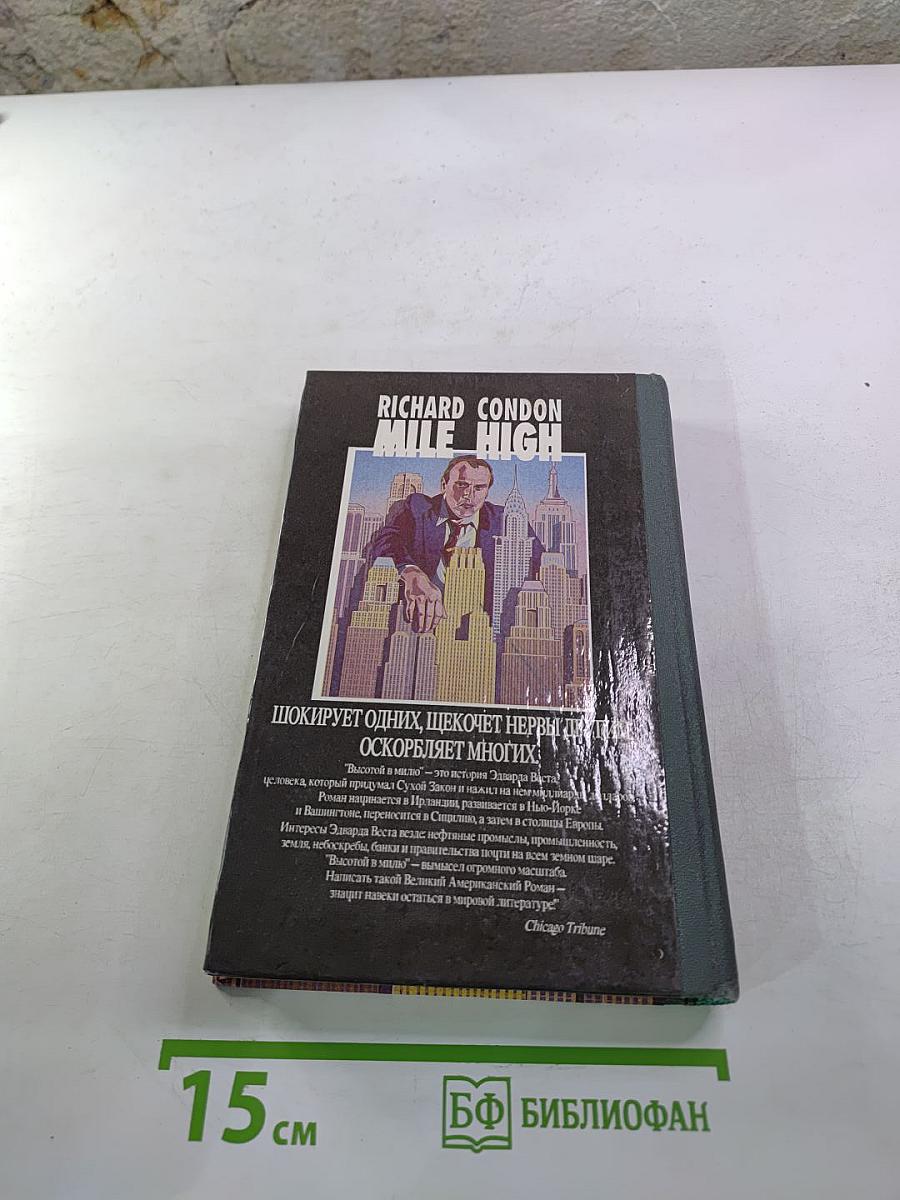 RICHARD CONDON
MILE HIGH
ШОКИРУЕТ ОДНИХ, ЩЕКОЧЕТ НЕРВЫ
ОСКОРБЛЯЕТ МНОГИХ
"Высотой в милю" – это история Эдварда Веста,
человека, который придумал Сухой Закон и нажил на нем
Роман начинается в Ирландии, развивается в Нью-Йорке
и Вашингтоне, переносится в Сицилию, а затем в столицы Европы.
Интересы Эдварда Веста везде: нефтяные промыслы, промышленность,
земля, небоскребы, банки и правительства почти на всем земном шаре.
"Высотой в милю" – вымысел огромного масштаба.
Написать такой Великий Американский Роман –
значит навеки остаться в мировой литературе!"
Chicago Tribune
15 см
БФ БИБЛИОФАН